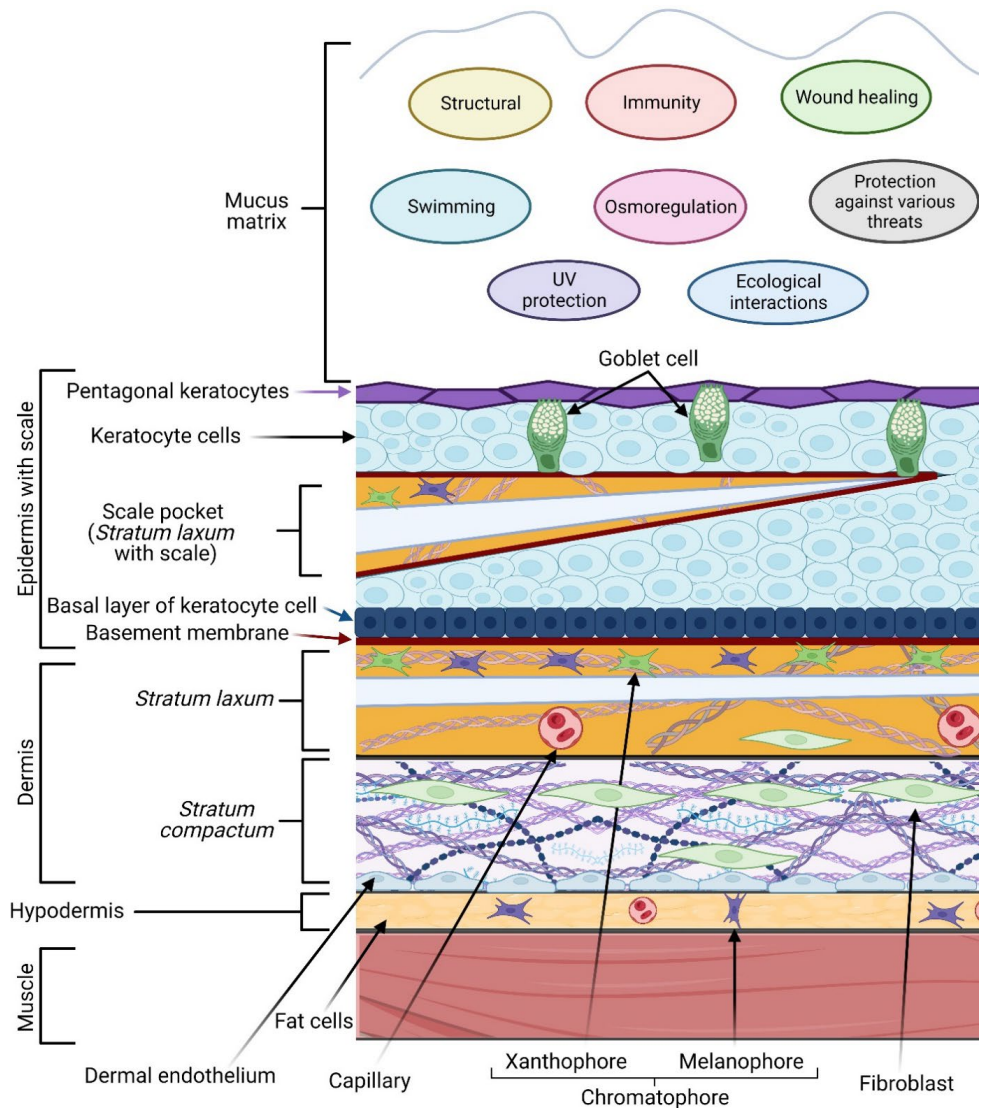 Structural
Immunity
Wound healing
Mucus
matrix
Swimming
Osmoregulation
Protection
against various
threats
UV
protection
Ecological
interactions
Goblet cell
Epidermis with scale
Pentagonal keratocytes
Keratocyte cells
Scale pocket
(Stratum laxum
with scale)
Basal layer of keratocyte cell
Basement membrane
Dermis
Stratum laxum
Stratum
compactum
Hypodermis
Muscle
Fat cells
Dermal endothelium
Capillary
Xanthophore
Melanophore
Chromatophore
Fibroblast